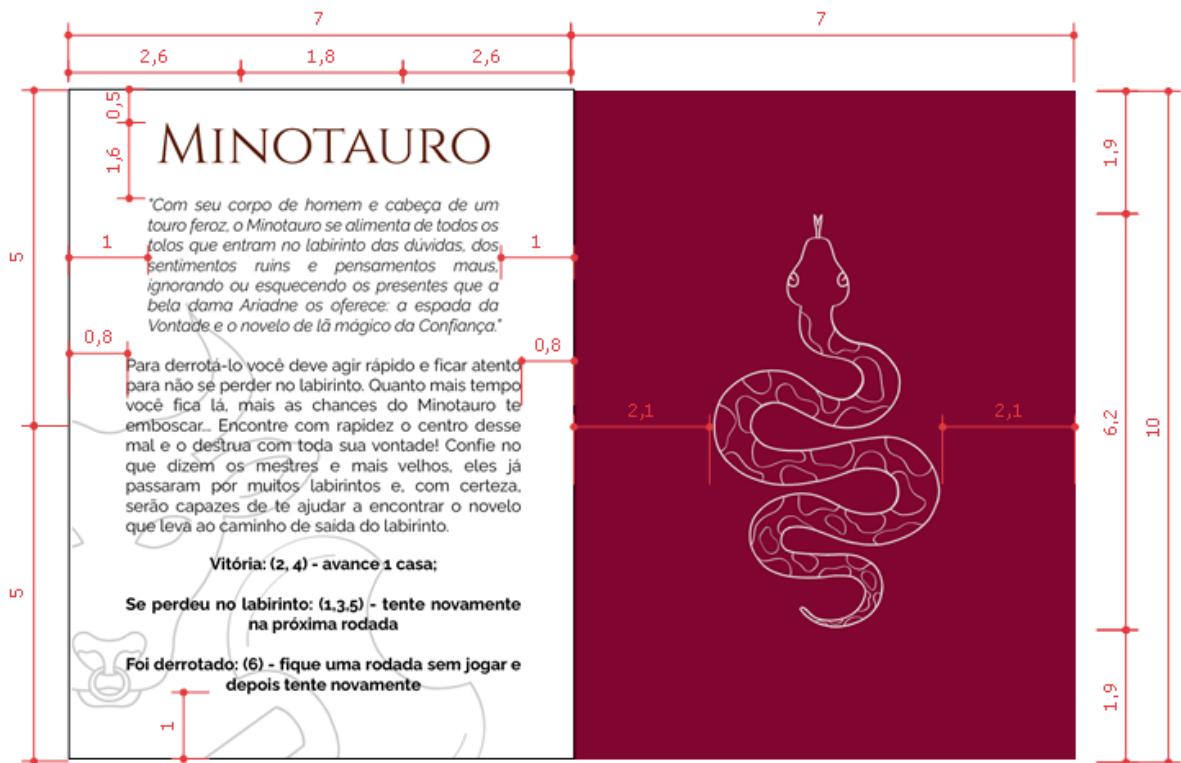 7
7
2,6
1,8
2,6
0,5
1,6
MINOTAURO
"Com seu corpo de homem e cabeça de um
touro feroz, o Minotauro se alimenta de todos os
tolos que entram no labirinto das dúvidas, dos
sentimentos ruins e pensamentos maus,
ignorando ou esquecendo os presentes que a
bela dama Ariadne os oferece: a espada da
Vontade e o novelo de lã mágico da Confiança."
1
1
0,8
0,8
Para derrotá-lo você deve agir rápido e ficar atento
para não se perder no labirinto. Quanto mais tempo
você fica lá, mais as chances do Minotauro te
emboscar... Encontre com rapidez o centro desse
mal e o destrua com toda sua vontade! Confie no
que dizem os mestres e mais velhos, eles já
passaram por muitos labirintos e, com certeza,
serão capazes de te ajudar a encontrar o novelo
que leva ao caminho de saída do labirinto.
Vitória: (2, 4) - avance 1 casa;
Se perdeu no labirinto: (1,3,5) - tente novamente
na próxima rodada
Foi derrotado: (6) - fique uma rodada sem jogar e
depois tente novamente
1
5
5
2,1
2,1
1,9
6,2
10
1,9